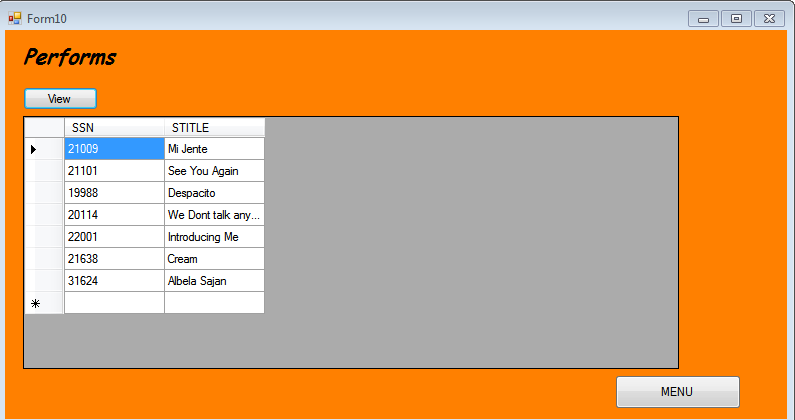 Form10
Performs
View
SSN STITLE
21009 Mi Jente
21101 See You Again
19988 Despacito
20114 We Dont talk any...
22001 Introducing Me
21638 Cream
31624 Albela Sajan
MENU